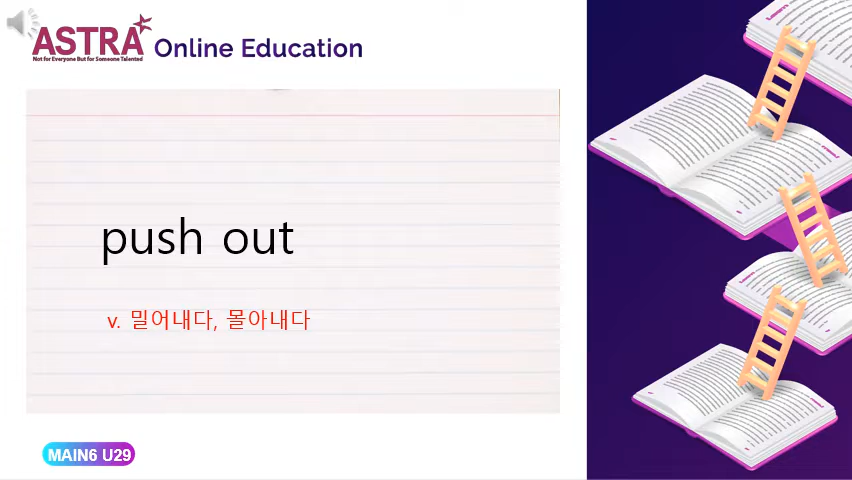 ASTRA Online Education
Not for Everyone But for Someone Talented
push out
v. 밀어내다, 몰아내다
MAIN6 U29